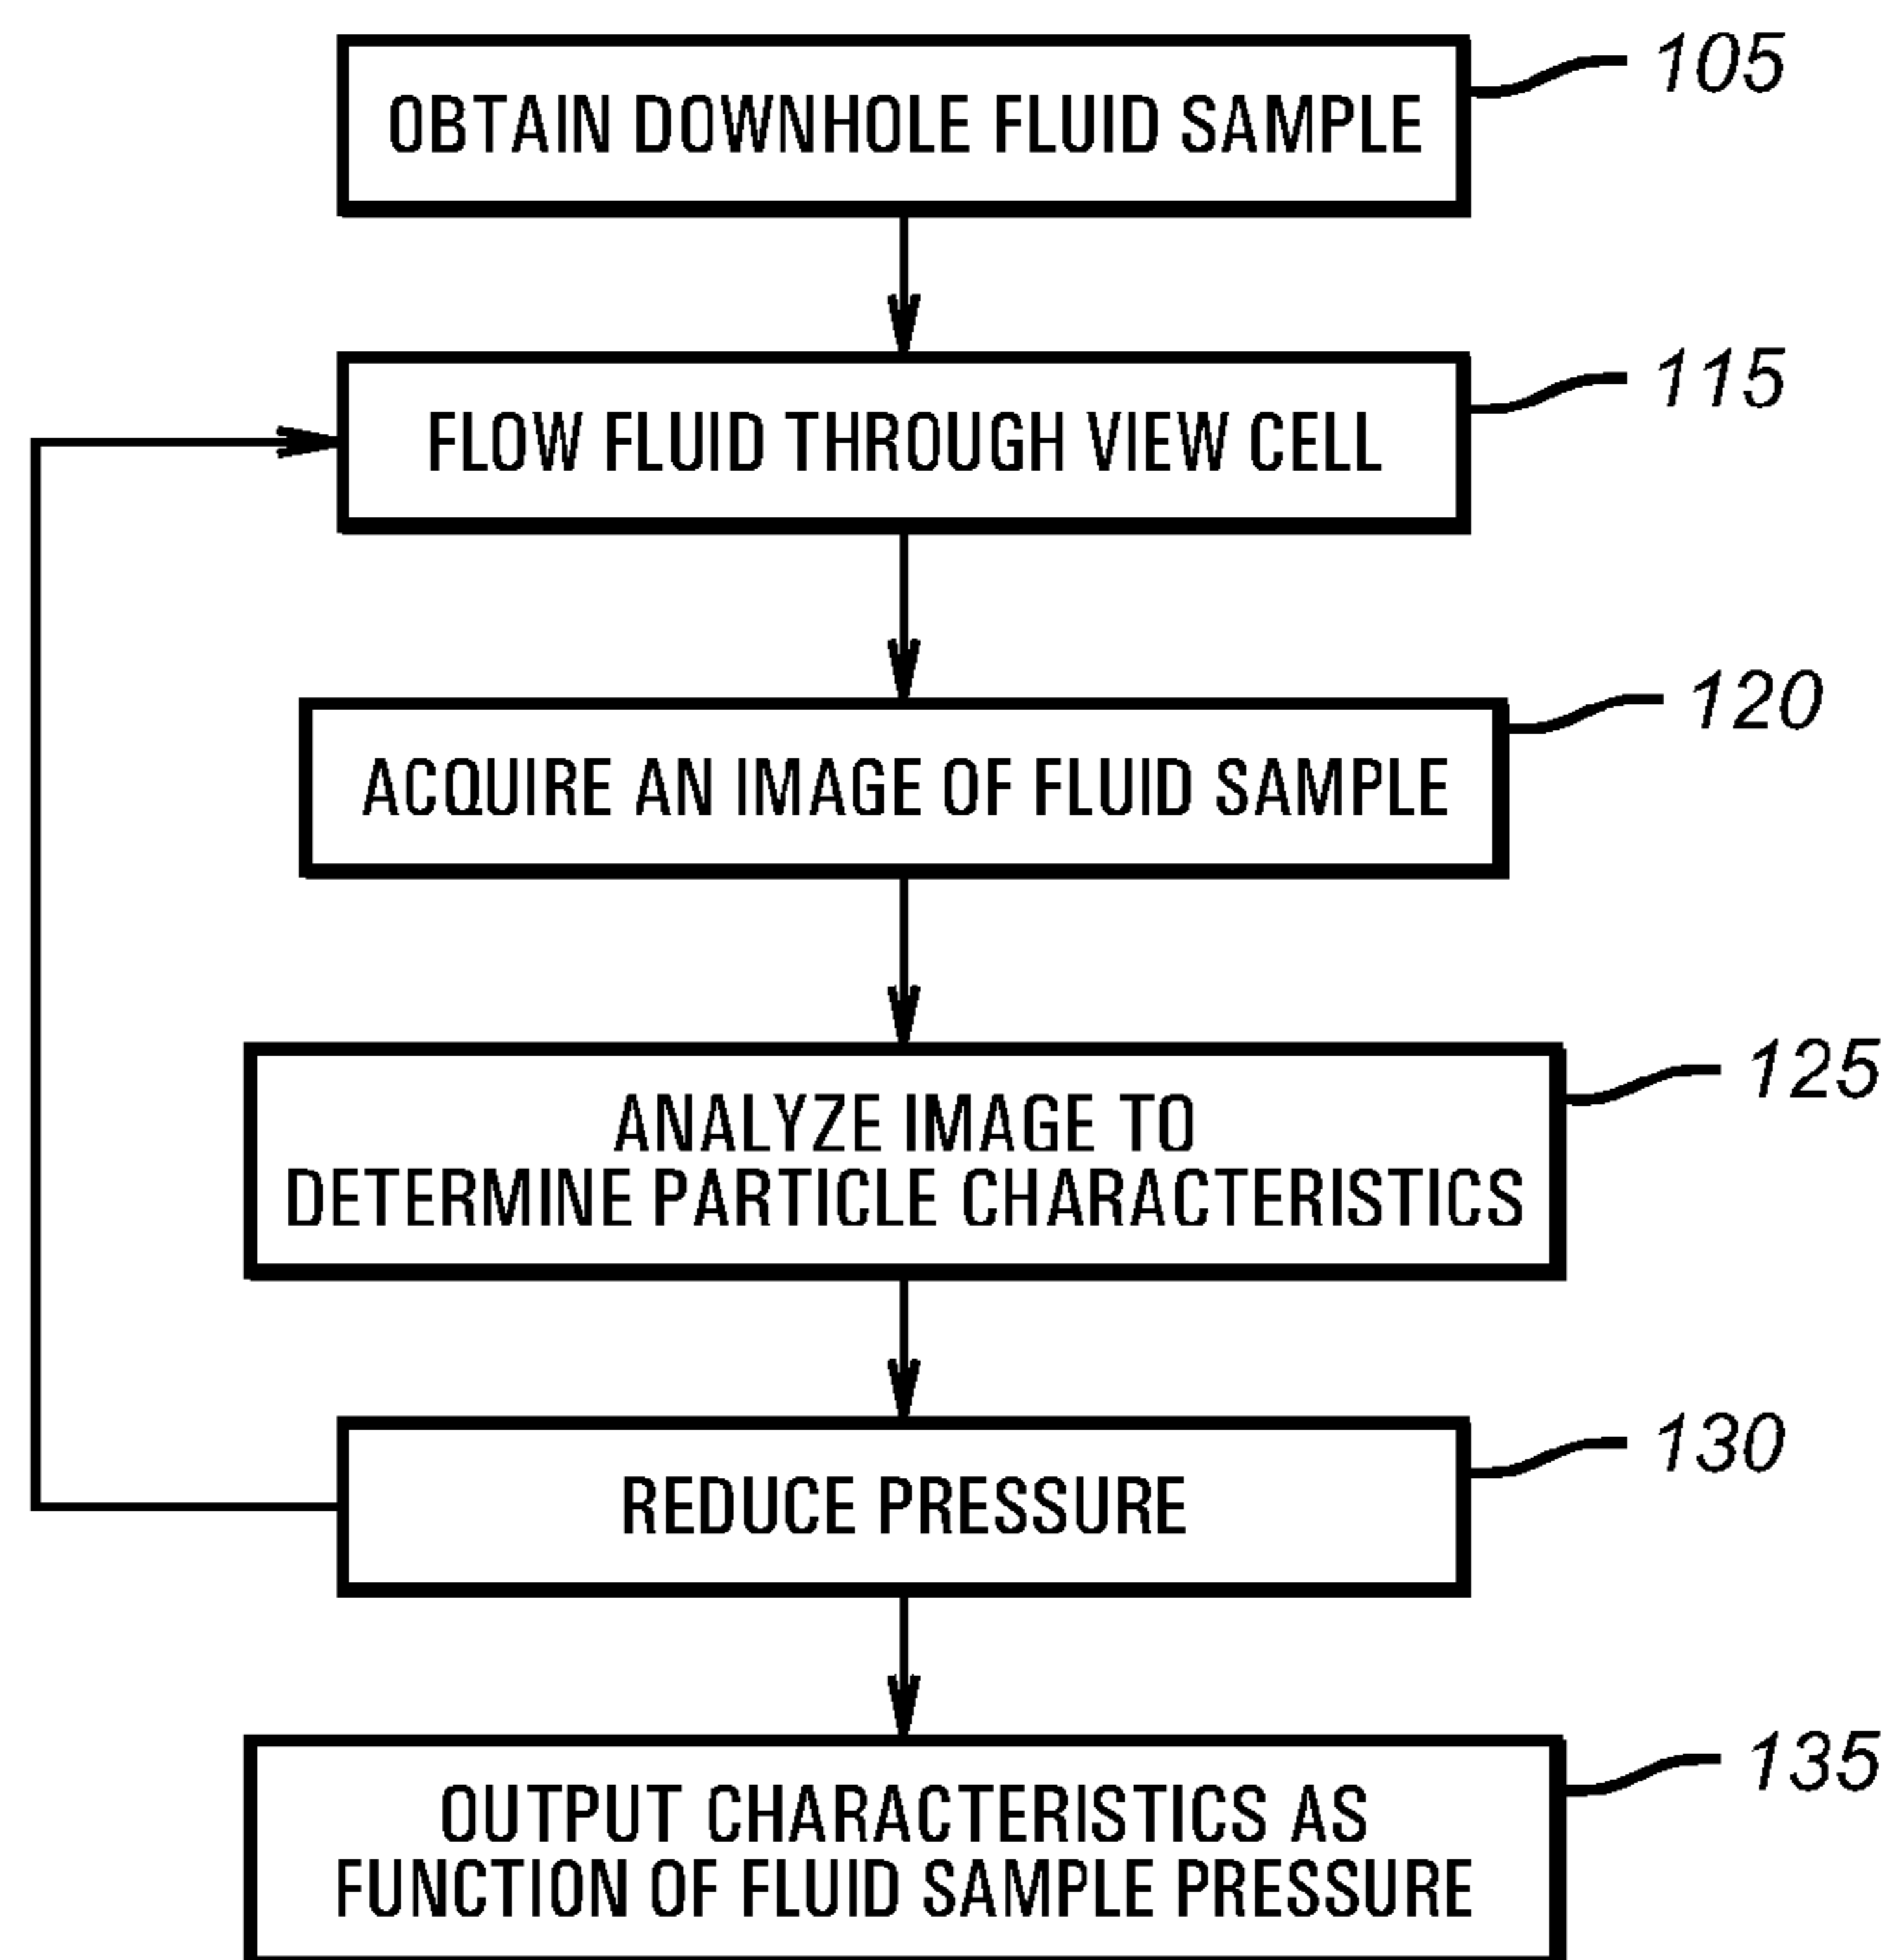 105
OBTAIN DOWNHOLE FLUID SAMPLE
115
FLOW FLUID THROUGH VIEW CELL
120
ACQUIRE AN IMAGE OF FLUID SAMPLE
125
ANALYZE IMAGE TO
DETERMINE PARTICLE CHARACTERISTICS
130
REDUCE PRESSURE
135
OUTPUT CHARACTERISTICS AS
FUNCTION OF FLUID SAMPLE PRESSURE